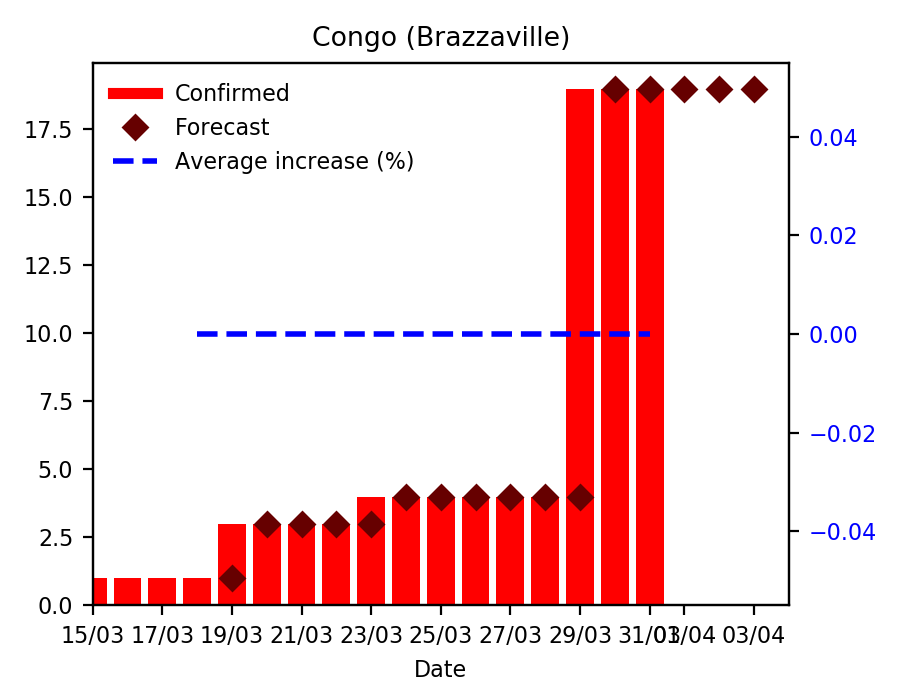 Congo (Brazzaville)
Confirmed
Forecast
Average increase (%)
17.5
15.0
12.5
10.0
7.5
5.0
2.5
0.0
0.04
0.02
0.00
−0.02
−0.04
15/03 17/03 19/03 21/03 23/03 25/03 27/03 29/03 31/03 01/04 03/04
Date